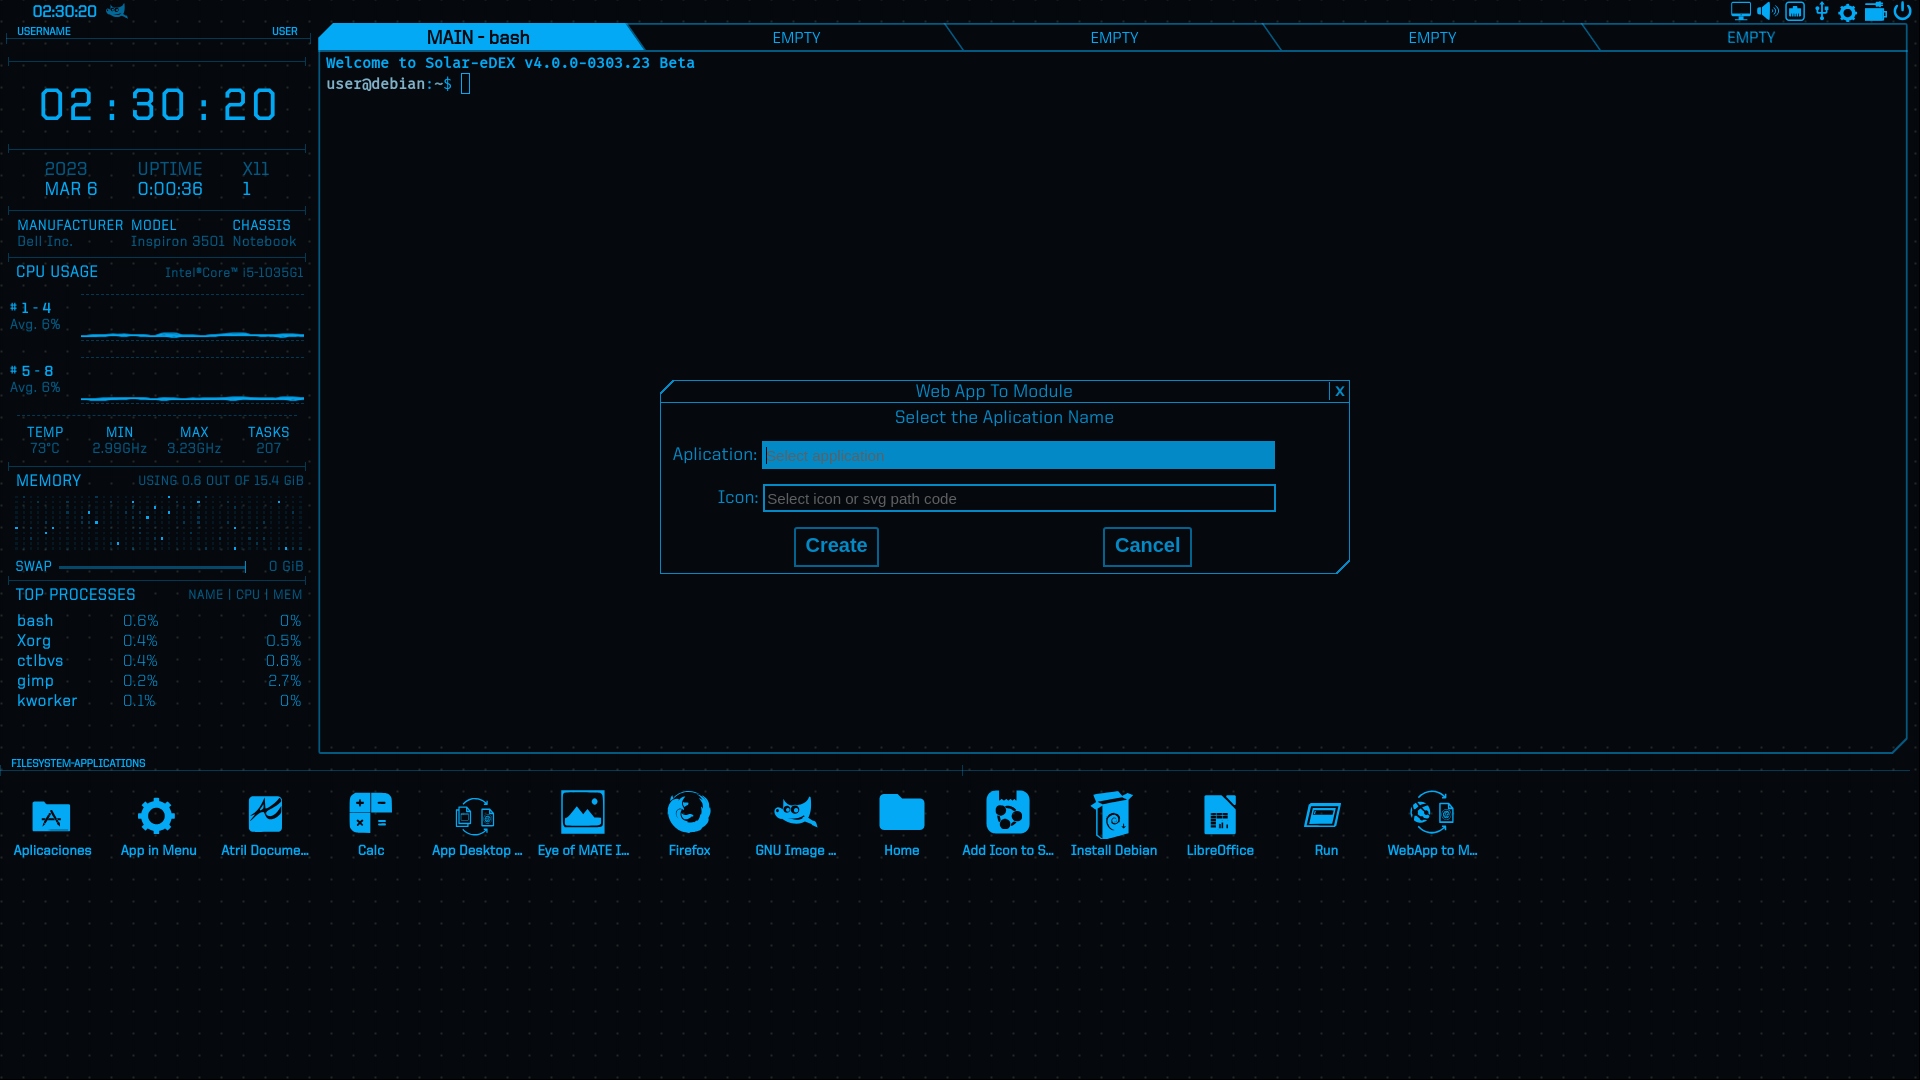 02:30:20
USERNAME USER
02:30:20
2023 UPTIME X11
MAR 6 0:00:36 1
MANUFACTURER MODEL CHASSIS
Dell Inc. Inspiron 3501 Notebook
CPU USAGE Intel®Core™ i5-1035G1
# 1 - 4
Avg. 6%
# 5 - 8
Avg. 6%
TEMP MIN MAX TASKS
73°C 2.99GHz 3.23GHz 207
MEMORY USING 0.6 OUT OF 15.4 GIB
SWAP .0 GIB
TOP PROCESSES NAME | CPU | MEM
bash 0.6% 0%
Xorg 0.4% 0.5%
ctlbvs 0.4% 0.6%
gimp 0.2% 2.7%
kworker 0.1% 0%
MAIN - bash EMPTY EMPTY EMPTY EMPTY
Welcome to Solar-eDEX v4.0.0-0303.23 Beta
user@debian:~$
Web App To Module X
Select the Aplication Name
Aplication: Select application
Icon: Select icon or svg path code
Create Cancel
FILESYSTEM-APPLICATIONS
Aplicaciones App in Menu Atril Docume... Calc App Desktop ... Eye of MATE I... Firefox GNU Image ... Home Add Icon to S... Install Debian LibreOffice Run WebApp to M...